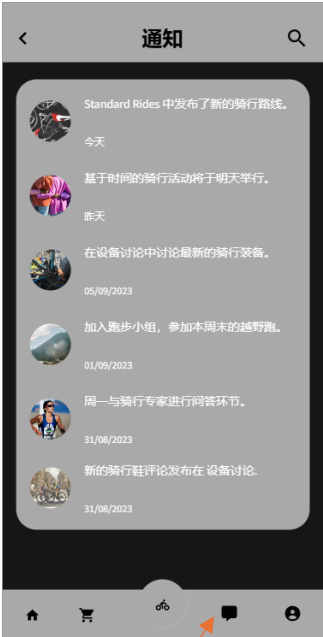 通知
Standard Rides 中发布了新的骑行路线。
今天
基于时间的骑行活动将于明天举行。
昨天
在设备讨论中讨论最新的骑行装备。
05/09/2023
加入跑步小组，参加本周末的越野跑。
01/09/2023
周一与骑行专家进行问答环节。
31/08/2023
新的骑行鞋评论发布在 设备讨论.
31/08/2023